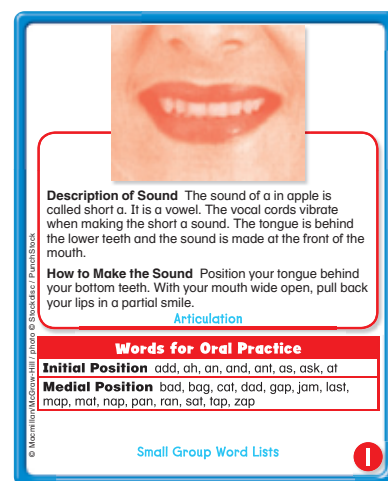 Description of Sound The sound of a in apple is
called short a. It is a vowel. The vocal cords vibrate
when making the short a sound. The tongue is behind
the lower teeth and the sound is made at the front of the
mouth.
How to Make the Sound Position your tongue behind
your bottom teeth. With your mouth wide open, pull back
your lips in a partial smile.
Articulation
Words for Oral Practice
Initial Position add, ah, an, and, ant, as, ask, at
Medial Position bad, bag, cat, dad, gap, jam, last,
map, mat, nap, pan, ran, sat, tap, zap
Small Group Word Lists
1
© Macmillan/McGraw-Hill / photo © Stockdisc / PunchStock